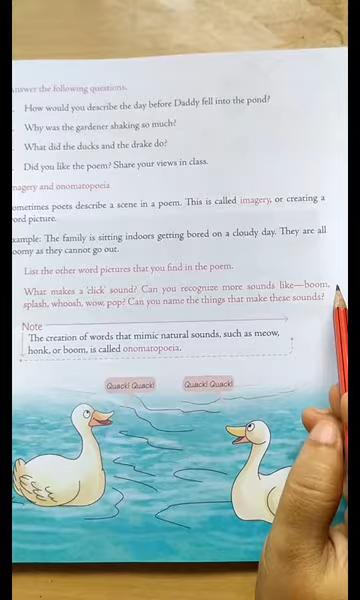 nswer the following questions.
How would you describe the day before Daddy fell into the pond?
Why was the gardener shaking so much?
What did the ducks and the drake do?
Did you like the poem? Share your views in class.
magery and onomatopoeia
ometimes poets describe a scene in a poem. This is called imagery, or creating a
ord picture.
xample: The family is sitting indoors getting bored on a cloudy day. They are all
oomy as they cannot go out.
List the other word pictures that you find in the poem.
What makes a 'click' sound? Can you recognize more sounds like—boom,
splash, whoosh, wow, pop? Can you name the things that make these sounds?
Note
The creation of words that mimic natural sounds, such as meow,
honk, or boom, is called onomatopoeia.
Quack! Quack! Quack! Quack!